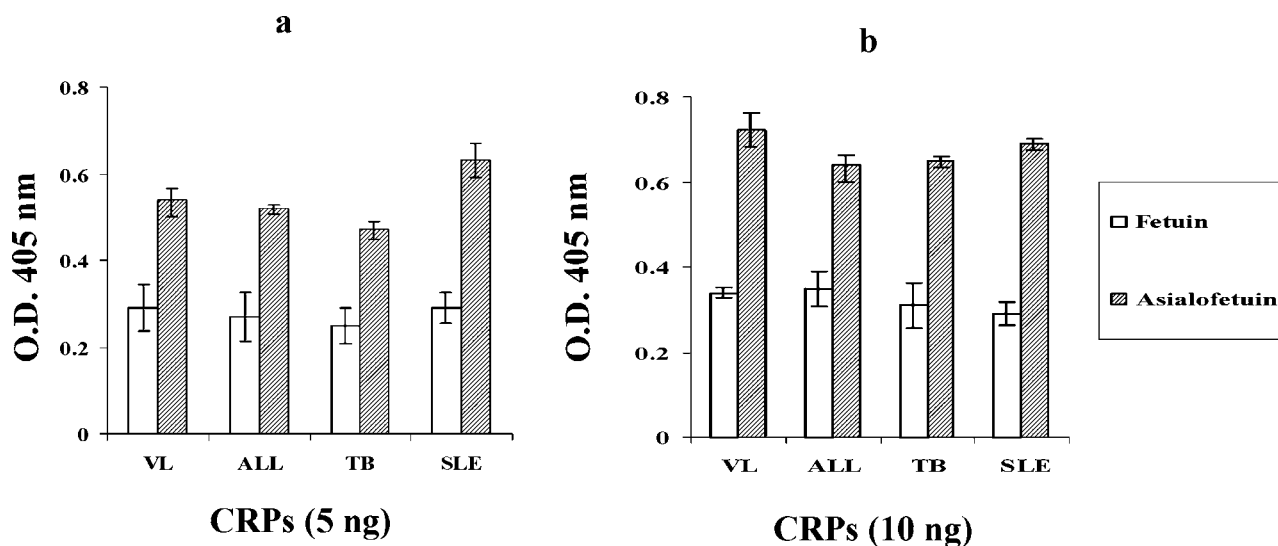 a
0.8
0.6
0.4
0.2
0
O.D. 405 nm
VL ALL TB SLE
CRPs (5 ng)
b
0.8
0.6
0.4
0.2
0
O.D. 405 nm
VL ALL TB SLE
CRPs (10 ng)
Fetuin
Asialofetuin